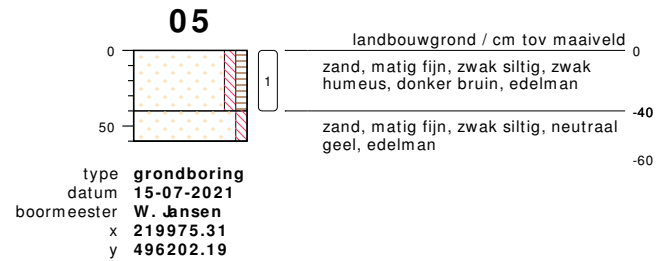 05
landbouwgrond / cm tov maaiveld
0
0
zand, matig fijn, zwak siltig, zwak
humeus, donker bruin, edelman
1
-40
50
zand, matig fijn, zwak siltig, neutraal
geel, edelman
-60
type grondboring
datum 15-07-2021
boormeester W. Jansen
x 219975.31
y 496202.19